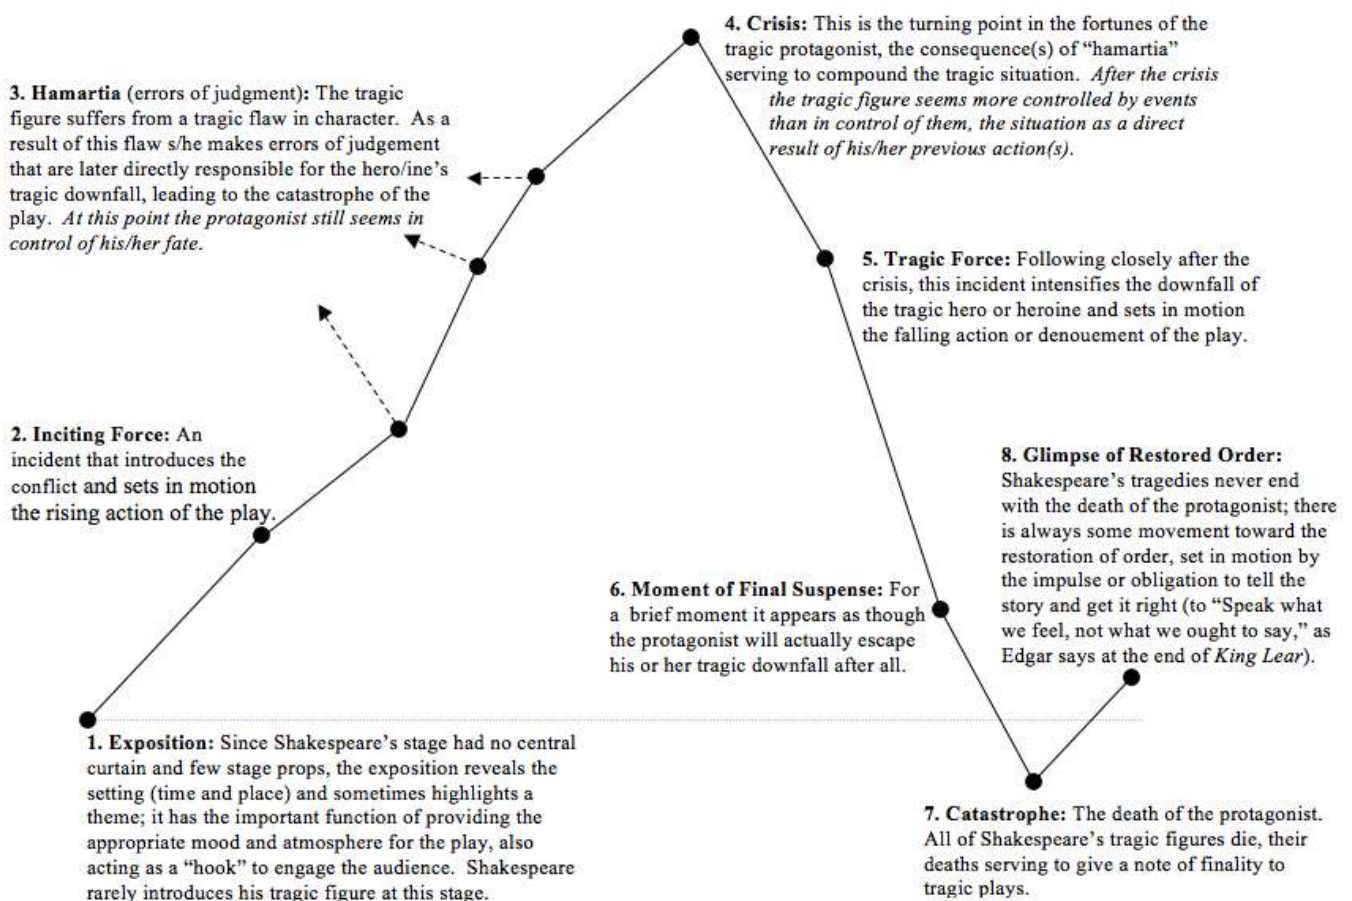 4. Crisis: This is the turning point in the fortunes of the
tragic protagonist, the consequence(s) of “hamartia”
serving to compound the tragic situation. After the crisis
the tragic figure seems more controlled by events
than in control of them, the situation as a direct
result of his/her previous action(s).
3. Hamartia (errors of judgment): The tragic
figure suffers from a tragic flaw in character. As a
result of this flaw s/he makes errors of judgement
that are later directly responsible for the hero/ine’s
tragic downfall, leading to the catastrophe of the
play. At this point the protagonist still seems in
control of his/her fate.
5. Tragic Force: Following closely after the
crisis, this incident intensifies the downfall of
the tragic hero or heroine and sets in motion
the falling action or denouement of the play.
2. Inciting Force: An
incident that introduces the
conflict and sets in motion
the rising action of the play.
8. Glimpse of Restored Order:
Shakespeare’s tragedies never end
with the death of the protagonist; there
is always some movement toward the
restoration of order, set in motion by
the impulse or obligation to tell the
story and get it right (to “Speak what
we feel, not what we ought to say,” as
Edgar says at the end of King Lear).
6. Moment of Final Suspense: For
a brief moment it appears as though
the protagonist will actually escape
his or her tragic downfall after all.
1. Exposition: Since Shakespeare’s stage had no central
curtain and few stage props, the exposition reveals the
setting (time and place) and sometimes highlights a
theme; it has the important function of providing the
appropriate mood and atmosphere for the play, also
acting as a “hook” to engage the audience. Shakespeare
rarely introduces his tragic figure at this stage.
7. Catastrophe: The death of the protagonist.
All of Shakespeare’s tragic figures die, their
deaths serving to give a note of finality to
tragic plays.